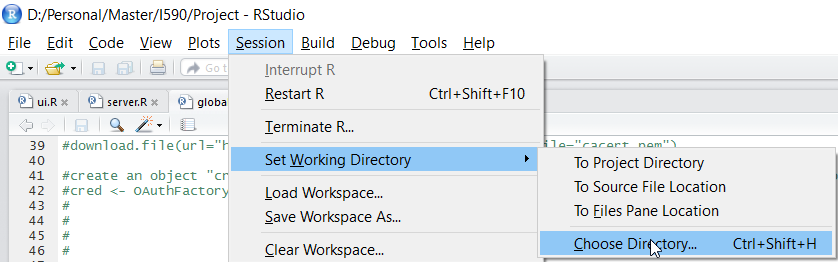 R D:/Personal/Master/I590/Project - RStudio
File Edit Code View Plots Session Build Debug Tools Help
Interrupt R
Go t
Restart R Ctrl+Shift+F10
ui.R × server.R × globa
Terminate R...
39 #download.file(url="h file="cacert.pem")
40
Set Working Directory
To Project Directory
41 #create an object "cr
42 #cred <- OAuthFactory
To Source File Location
Load Workspace...
43 #
To Files Pane Location
44 #
Save Workspace As...
45 #
Choose Directory... Ctrl+Shift+H
46 #
Clear Workspace...